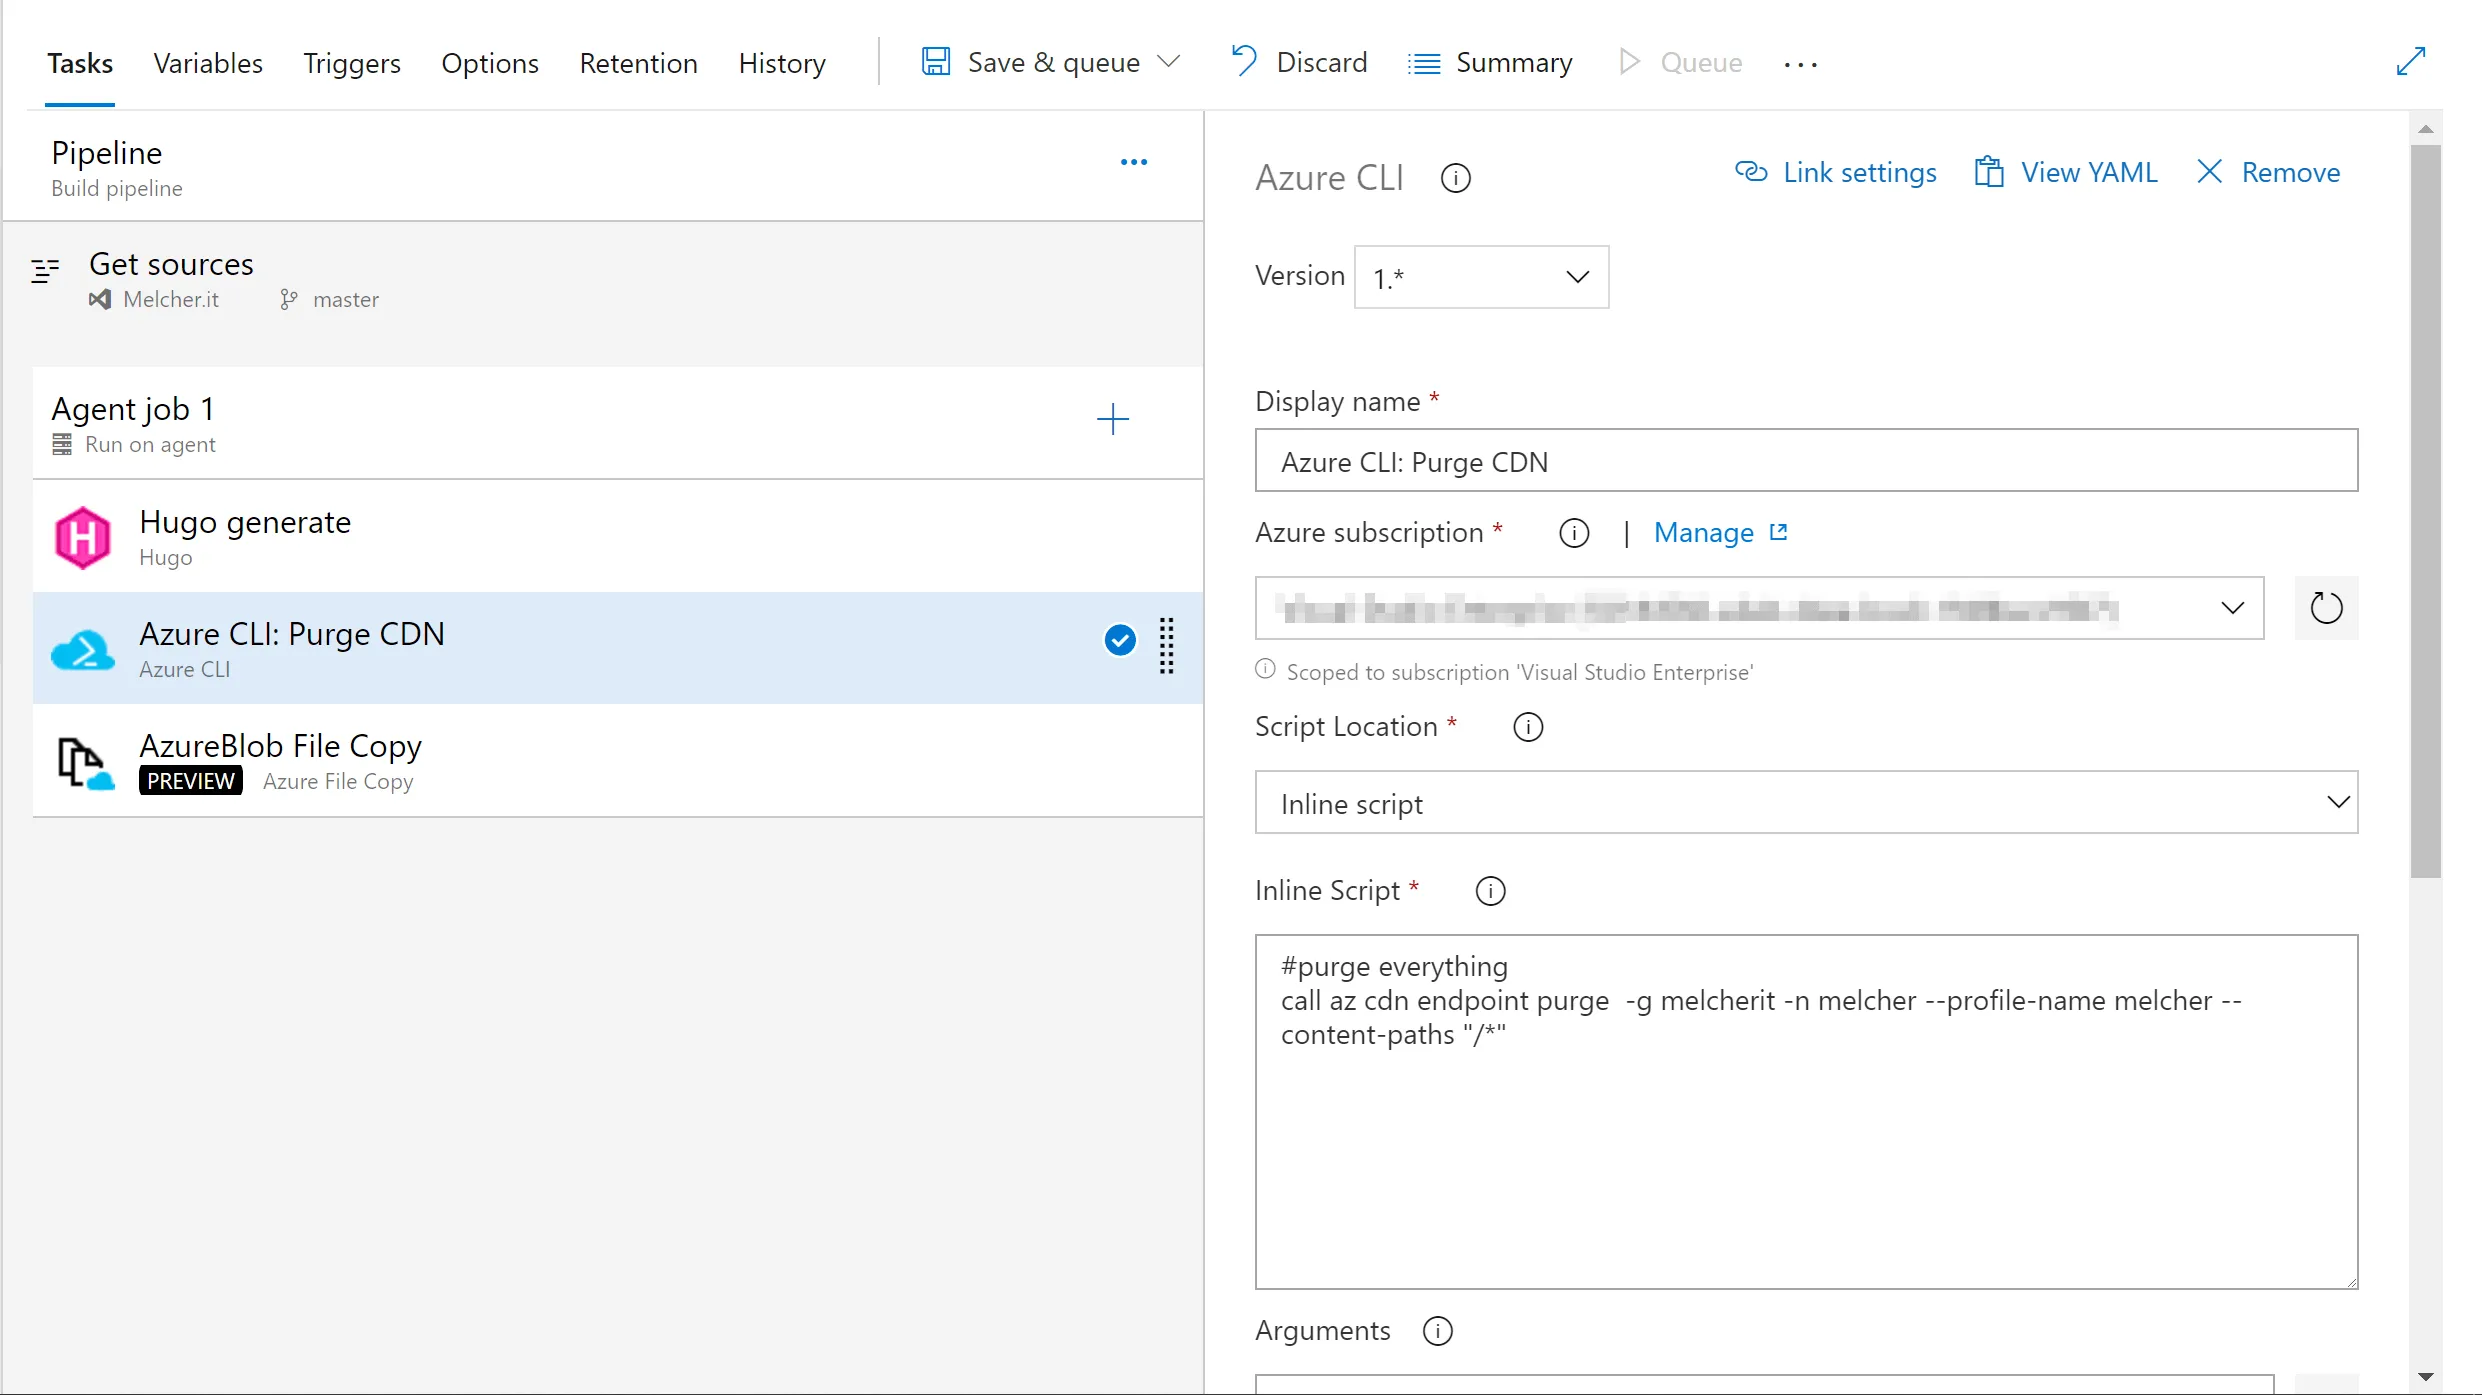 Tasks Variables Triggers Options Retention History Save & queue Discard Summary Queue ...
Pipeline
Build pipeline
Get sources
Melcher.it master
Agent job 1
Run on agent
Hugo generate
Hugo
Azure CLI: Purge CDN
Azure CLI
AzureBlob File Copy
PREVIEW Azure File Copy
Azure CLI Link settings View YAML Remove
Version 1.*
Display name *
Azure CLI: Purge CDN
Azure subscription * | Manage
Scoped to subscription 'Visual Studio Enterprise'
Script Location *
Inline script
Inline Script *
#purge everything
call az cdn endpoint purge  -g melcherit -n melcher --profile-name melcher --
content-paths "/*"
Arguments